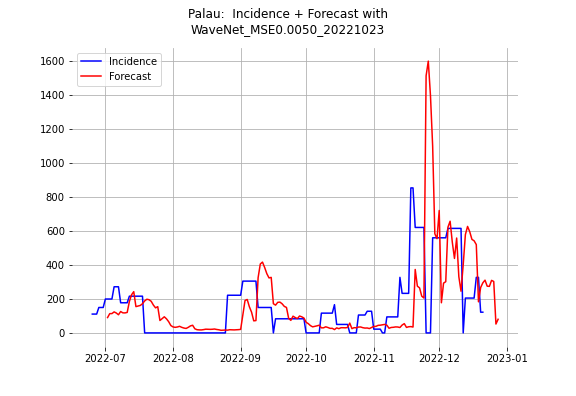 Palau:  Incidence + Forecast with
WaveNet_MSE0.0050_20221023
Incidence
Forecast
1600
1400
1200
1000
800
600
400
200
0
2022-07 2022-08 2022-09 2022-10 2022-11 2022-12 2023-01